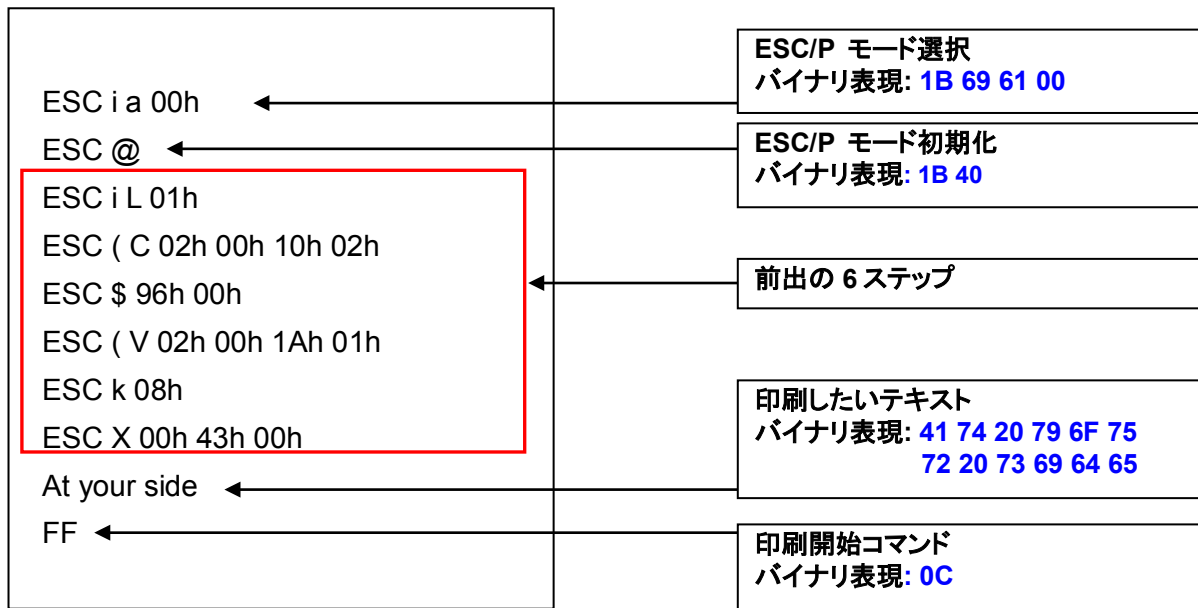 ESC i a 00h
ESC @
ESC i L 01h
ESC ( C 02h 00h 10h 02h
ESC $ 96h 00h
ESC ( V 02h 00h 1Ah 01h
ESC k 08h
ESC X 00h 43h 00h
At your side
FF
ESC/P モード選択
バイナリ表現: 1B 69 61 00
ESC/P モード初期化
バイナリ表現: 1B 40
前出の 6 ステップ
印刷したいテキスト
バイナリ表現: 41 74 20 79 6F 75
72 20 73 69 64 65
印刷開始コマンド
バイナリ表現: 0C